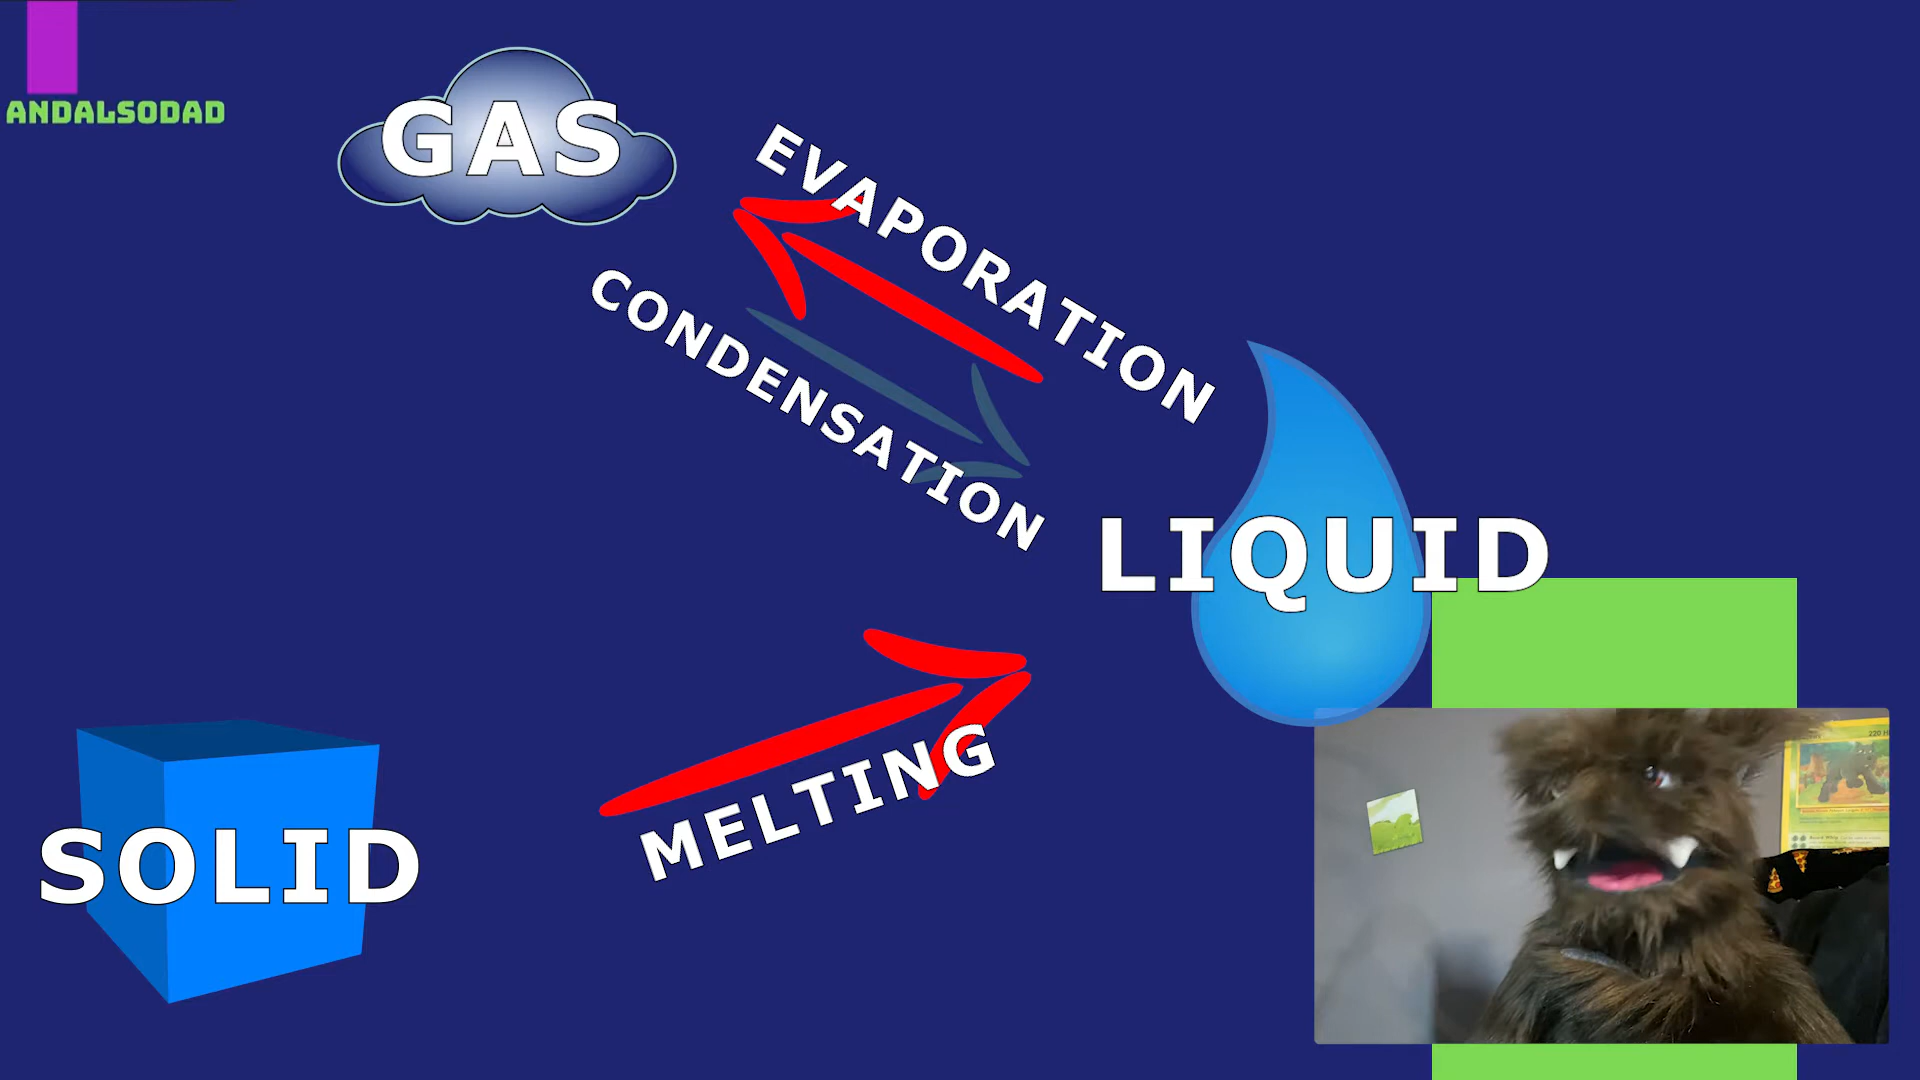 ANDALSODAD
GAS
EVAPORATION
CONDENSATION
LIQUID
MELTING
SOLID